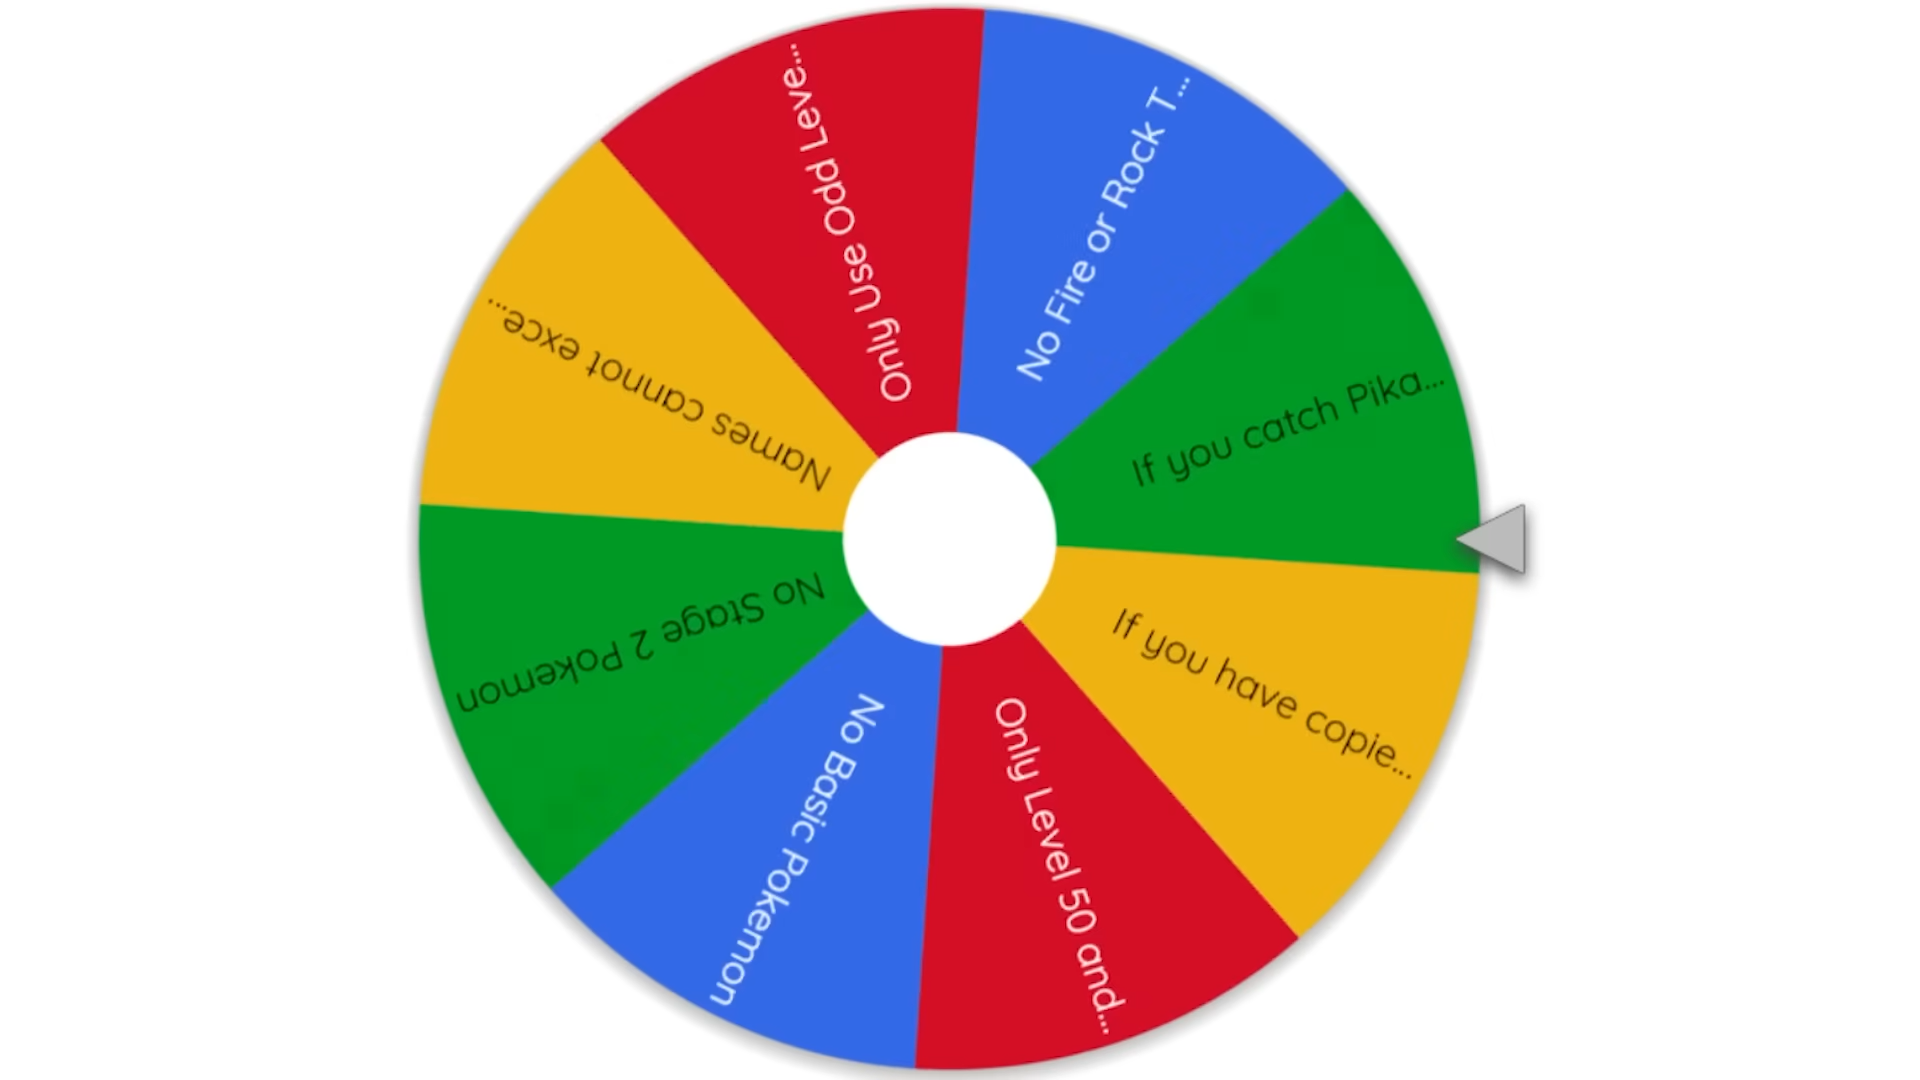 Only Use Odd Leve...
No Fire or Rock T...
If you catch Pika...
If you have copie...
Only Level 50 and...
No Basic Pokemon
No Stage 2 Pokemon
Names cannot exce...